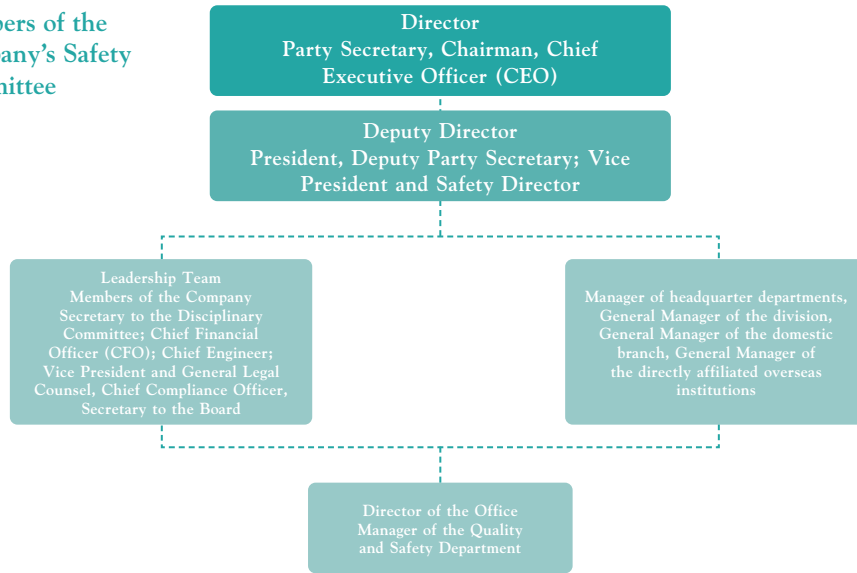 bers of the
pany's Safety
mittee
Director
Party Secretary, Chairman, Chief
Executive Officer (CEO)
Deputy Director
President, Deputy Party Secretary; Vice
President and Safety Director
Leadership Team
Members of the Company
Secretary to the Disciplinary
Committee; Chief Financial
Officer (CFO); Chief Engineer;
Vice President and General Legal
Counsel, Chief Compliance Officer,
Secretary to the Board
Manager of headquarter departments,
General Manager of the division,
General Manager of the domestic
branch, General Manager of
the directly affiliated overseas
institutions
Director of the Office
Manager of the Quality
and Safety Department